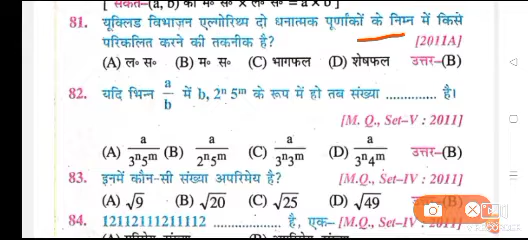 [ संकेत–(a, b) का म० स० × ल० स० = a × b ]
81. यूक्लिड विभाज़न एल्गोरिथ्म दो धनात्मक पूर्णांकों के निम्न में किसे
परिकलित करने की तकनीक है? [2011A]
(A) ल० स० (B) म० स० (C) भागफल (D) शेषफल उत्तर–(B)
82. यदि भिन्न a/b में b, 2ⁿ 5ᵐ के रूप में हो तब संख्या .............. है।
[M. Q., Set–V : 2011]
(A) a/3ⁿ5ᵐ (B) a/2ⁿ5ᵐ (C) a/3ⁿ3ᵐ (D) a/3ⁿ4ᵐ उत्तर–(B)
83. इनमें कौन-सी संख्या अपरिमेय है? [M. Q., Set–IV : 2011]
(A) √9 (B) √20 (C) √25 (D) √49
84. 12112111211112 ............ है, एक– [M. Q., Set–IV : 2011]